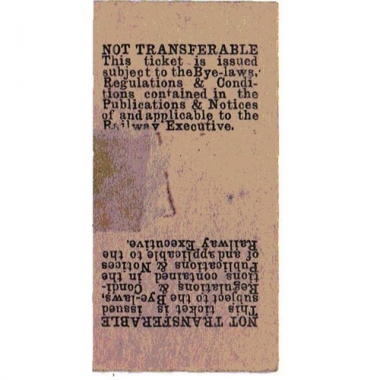 NOT TRANSFERABLE
This ticket is issued
subject to the Bye-laws,
Regulations & Condi-
tions contained in the
Publications & Notices
of and applicable to the
Railway Executive.
NOT TRANSFERABLE
This ticket is issued
subject to the Bye-laws,
Regulations & Condi-
tions contained in the
Publications & Notices
of and applicable to the
Railway Executive.